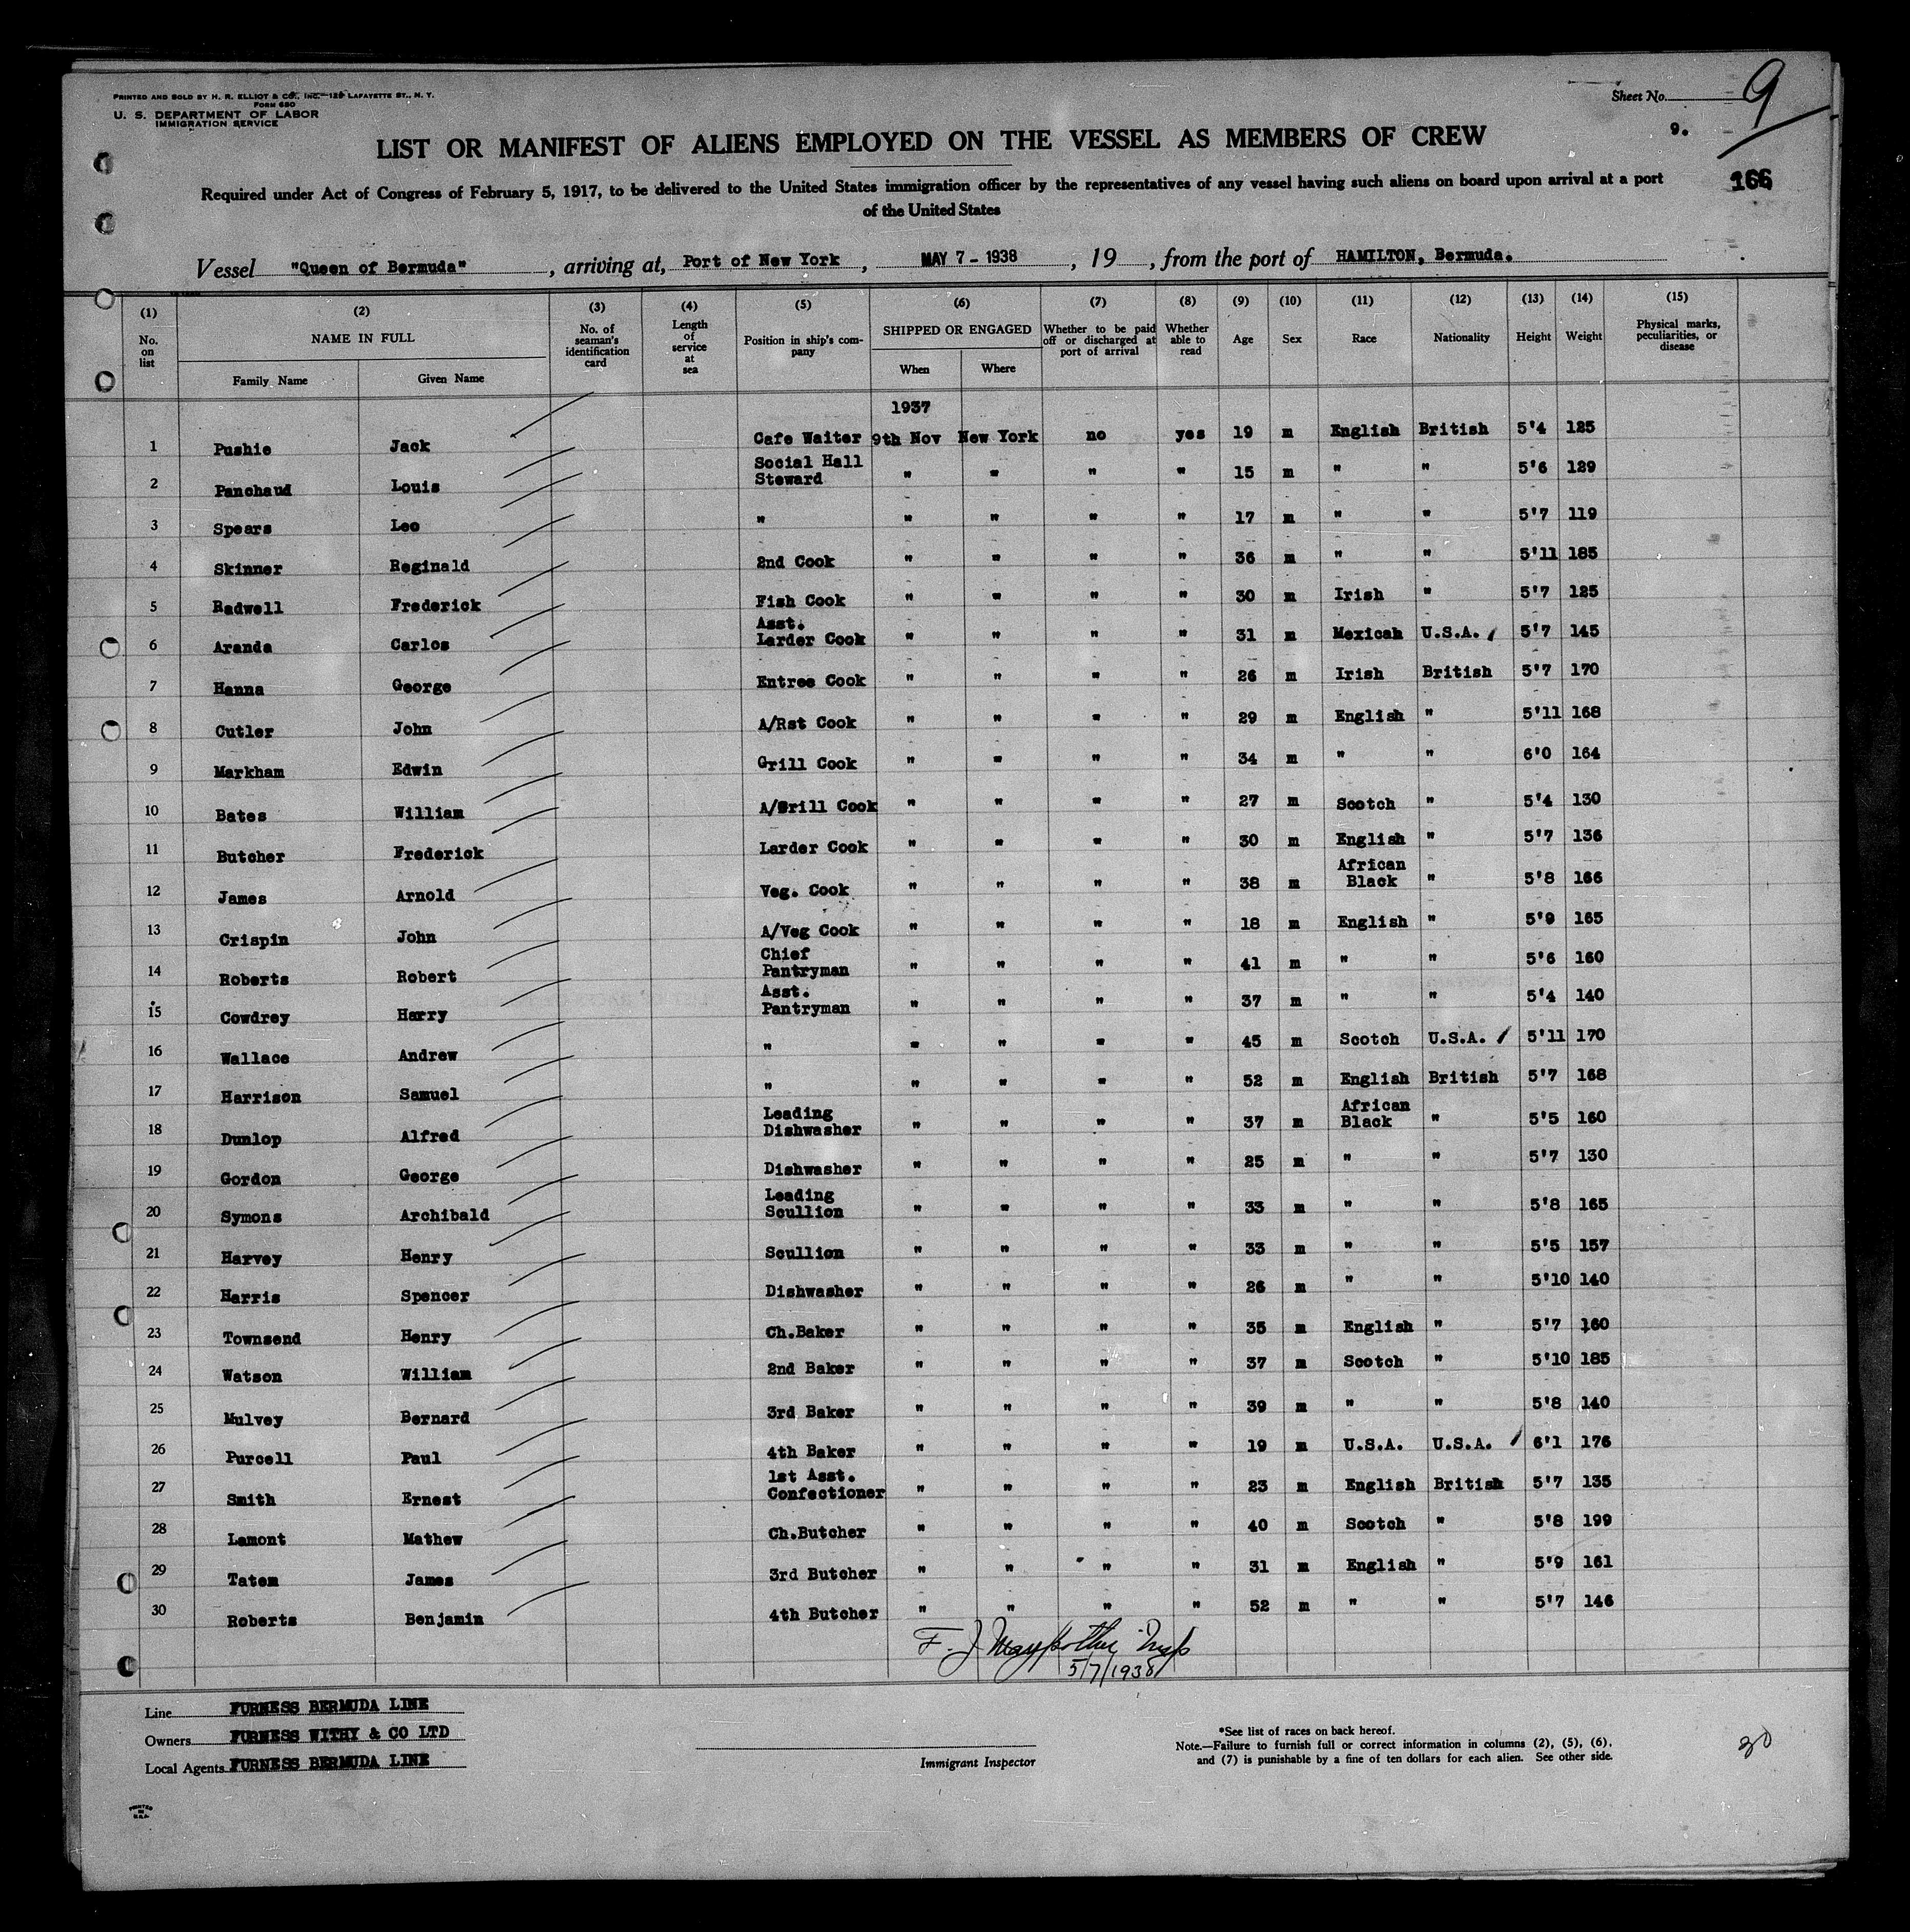 PRINTED AND SOLD BY H. R. ELLIOT & CO., INC.—129 LAFAYETTE ST., N. Y.
FORM 680
U. S. DEPARTMENT OF LABOR
IMMIGRATION SERVICE
Sheet No. 9
9.
LIST OR MANIFEST OF ALIENS EMPLOYED ON THE VESSEL AS MEMBERS OF CREW
Required under Act of Congress of February 5, 1917, to be delivered to the United States immigration officer by the representatives of any vessel having such aliens on board upon arrival at a port
of the United States
166
Vessel "Queen of Bermuda", arriving at, Port of New York, MAY 7 - 1938, 19, from the port of HAMILTON, Bermuda.
(1) (2) (3) (4) (5) (6) (7) (8) (9) (10) (11) (12) (13) (14) (15)
No. on list NAME IN FULL Family Name Given Name No. of seaman's identification card Length of service at sea Position in ship's company SHIPPED OR ENGAGED When Where Whether to be paid off or discharged at port of arrival Whether able to read Age Sex Race Nationality Height Weight Physical marks, peculiarities, or disease
1937
1 Pushie Jack Cafe Waiter 9th Nov New York no yes 19 m English British 5'4 125
2 Panchaud Louis Social Hall Steward " " " " 15 m " " 5'6 129
3 Spears Leo " " " " " 17 m " " 5'7 119
4 Skinner Reginald 2nd Cook " " " " 36 m " " 5'11 185
5 Radwell Frederick Fish Cook " " " " 30 m Irish " 5'7 125
6 Aranda Carlos Asst. Larder Cook " " " " 31 m Mexican U.S.A. 5'7 145
7 Hanna George Entree Cook " " " " 26 m Irish British 5'7 170
8 Cutler John A/Rst Cook " " " " 29 m English " 5'11 168
9 Markham Edwin Grill Cook " " " " 34 m " " 6'0 164
10 Bates William A/Grill Cook " " " " 27 m Scotch " 5'4 130
11 Butcher Frederick Larder Cook " " " " 30 m English " 5'7 136
12 James Arnold Veg. Cook " " " " 38 m African Black " 5'8 166
13 Crispin John A/Veg Cook " " " " 18 m English " 5'9 165
14 Roberts Robert Chief Pantryman " " " " 41 m " " 5'6 160
15 Cowdrey Harry Asst. Pantryman " " " " 37 m " " 5'4 140
16 Wallace Andrew " " " " " 45 m Scotch U.S.A. 5'11 170
17 Harrison Samuel " " " " " 52 m English British 5'7 168
18 Dunlop Alfred Leading Dishwasher " " " " 37 m African Black " 5'5 160
19 Gordon George Dishwasher " " " " 25 m " " 5'7 130
20 Symons Archibald Leading Scullion " " " " 33 m " " 5'8 165
21 Harvey Henry Scullion " " " " 33 m " " 5'5 157
22 Harris Spencer Dishwasher " " " " 26 m " " 5'10 140
23 Townsend Henry Ch.Baker " " " " 35 m English " 5'7 160
24 Watson William 2nd Baker " " " " 37 m Scotch " 5'10 185
25 Mulvey Bernard 3rd Baker " " " " 39 m " " 5'8 140
26 Purcell Paul 4th Baker " " " " 19 m U.S.A. U.S.A. 6'1 176
27 Smith Ernest 1st Asst. Confectioner " " " " 23 m English British 5'7 135
28 Lamont Mathew Ch.Butcher " " " " 40 m Scotch " 5'8 199
29 Tatem James 3rd Butcher " " " " 31 m English " 5'9 161
30 Roberts Benjamin 4th Butcher " " " " 52 m " " 5'7 146
F. J. Insp
5/7/1938
Line FURNESS BERMUDA LINE
Owners FURNESS WITHY & CO LTD
Local Agents FURNESS BERMUDA LINE
Immigrant Inspector
*See list of races on back hereof.
Note.—Failure to furnish full or correct information in columns (2), (5), (6),
and (7) is punishable by a fine of ten dollars for each alien. See other side.
30
PRINTED
IN
U.S.A.